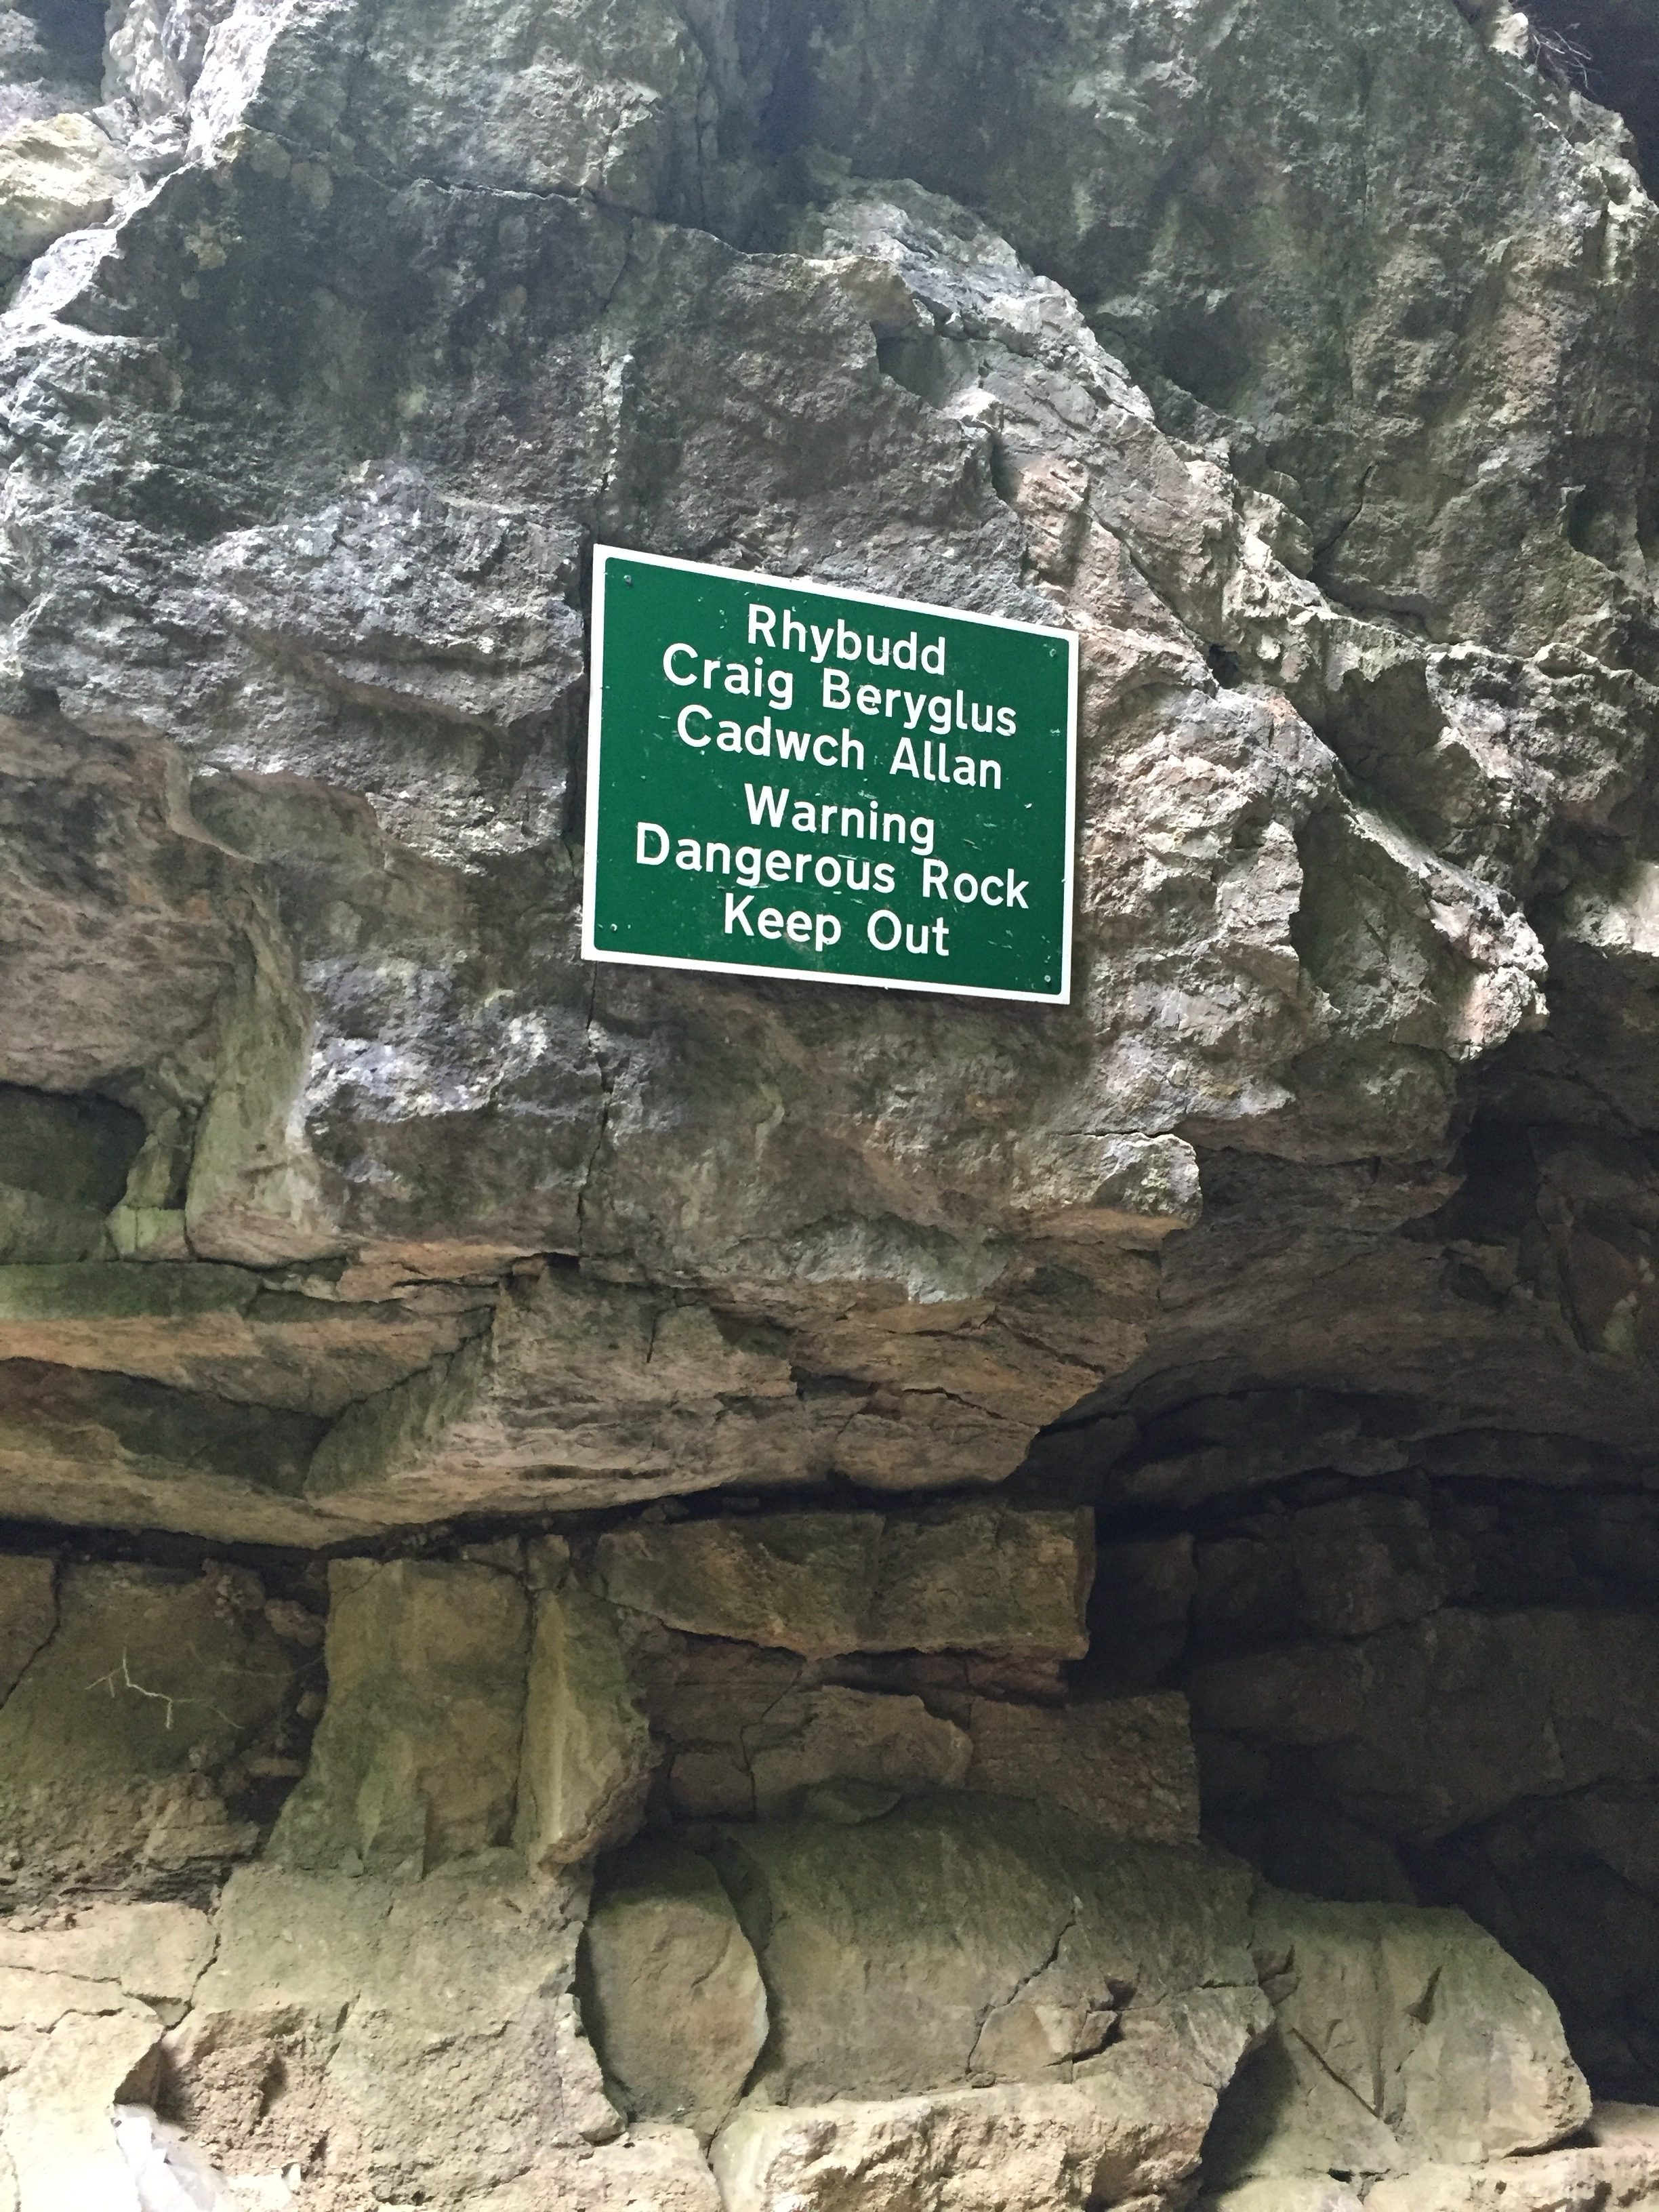 Rhybudd
Craig Beryglus
Cadwch Allan
Warning
Dangerous Rock
Keep Out